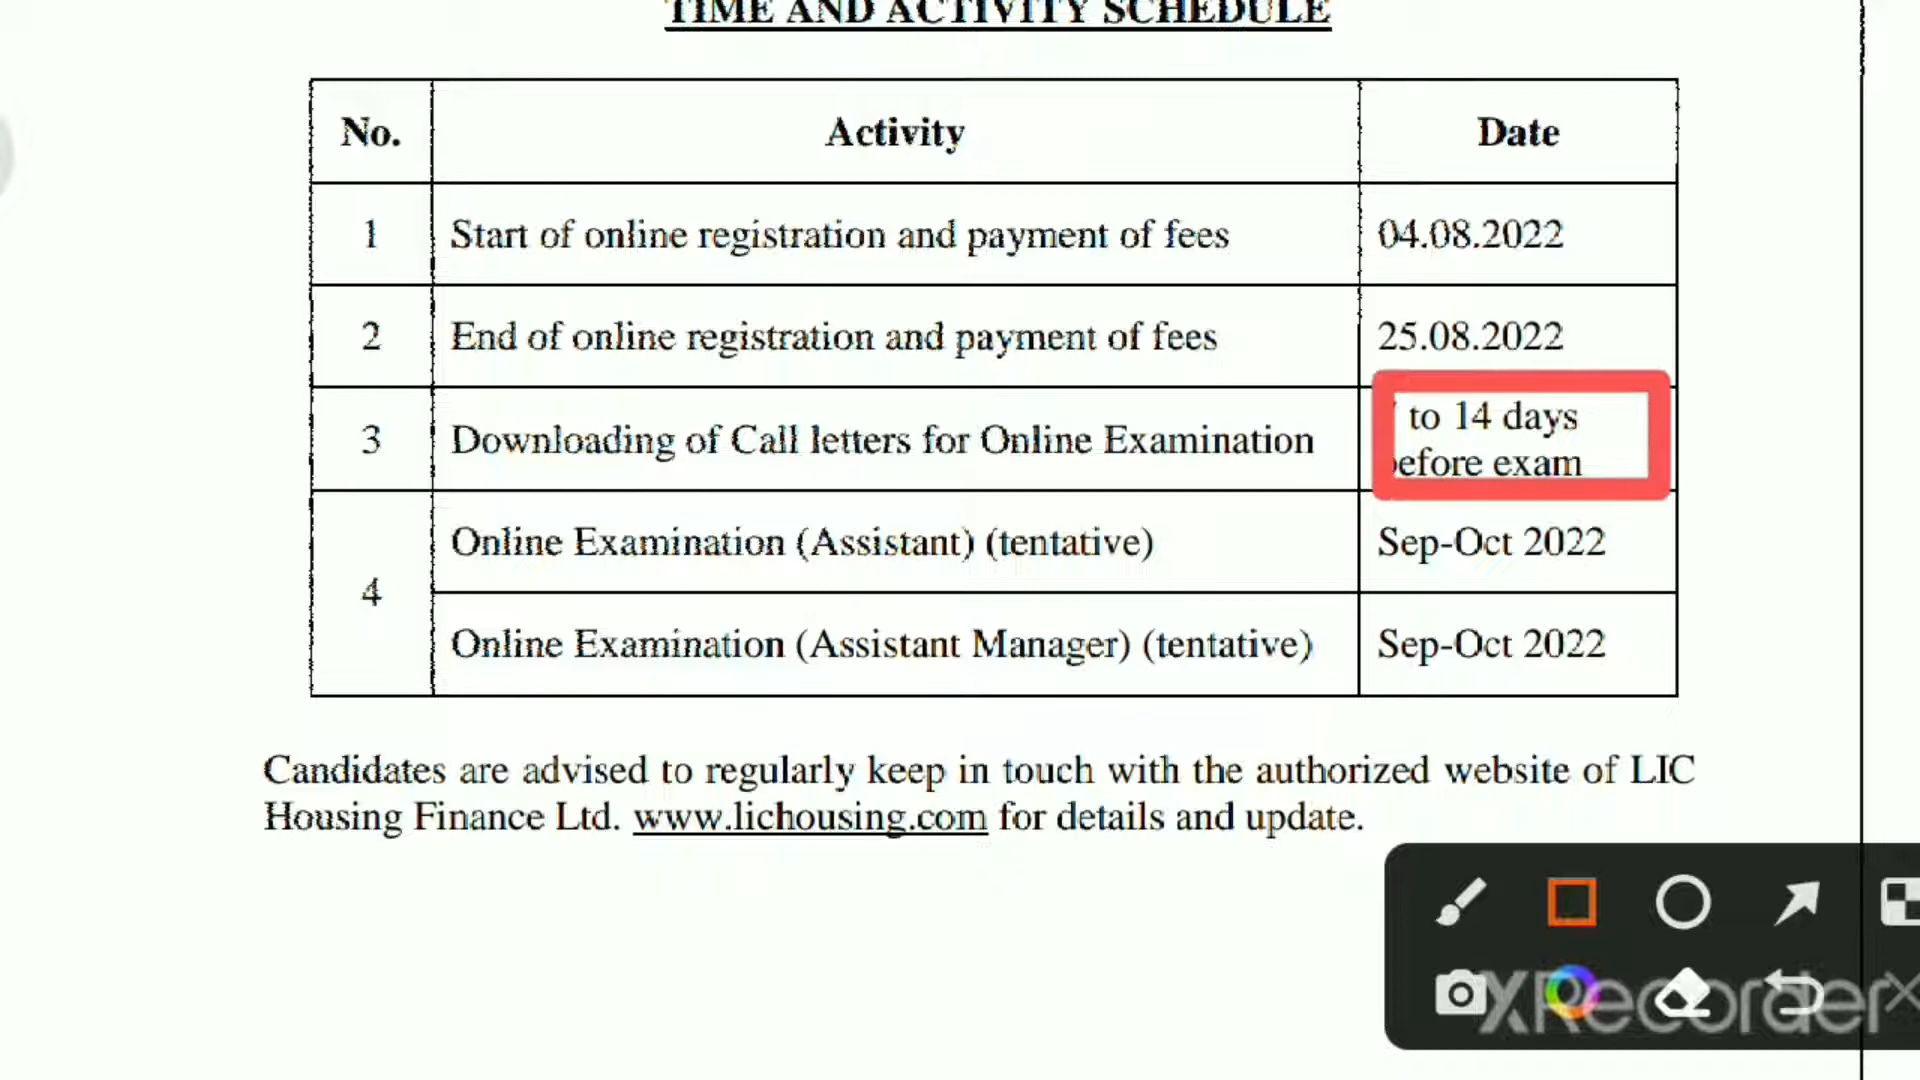 TIME AND ACTIVITY SCHEDULE
No. Activity Date
1 Start of online registration and payment of fees 04.08.2022
2 End of online registration and payment of fees 25.08.2022
3 Downloading of Call letters for Online Examination to 14 days
before exam
4 Online Examination (Assistant) (tentative) Sep-Oct 2022
Online Examination (Assistant Manager) (tentative) Sep-Oct 2022
Candidates are advised to regularly keep in touch with the authorized website of LIC
Housing Finance Ltd. www.lichousing.com for details and update.
XRecorder